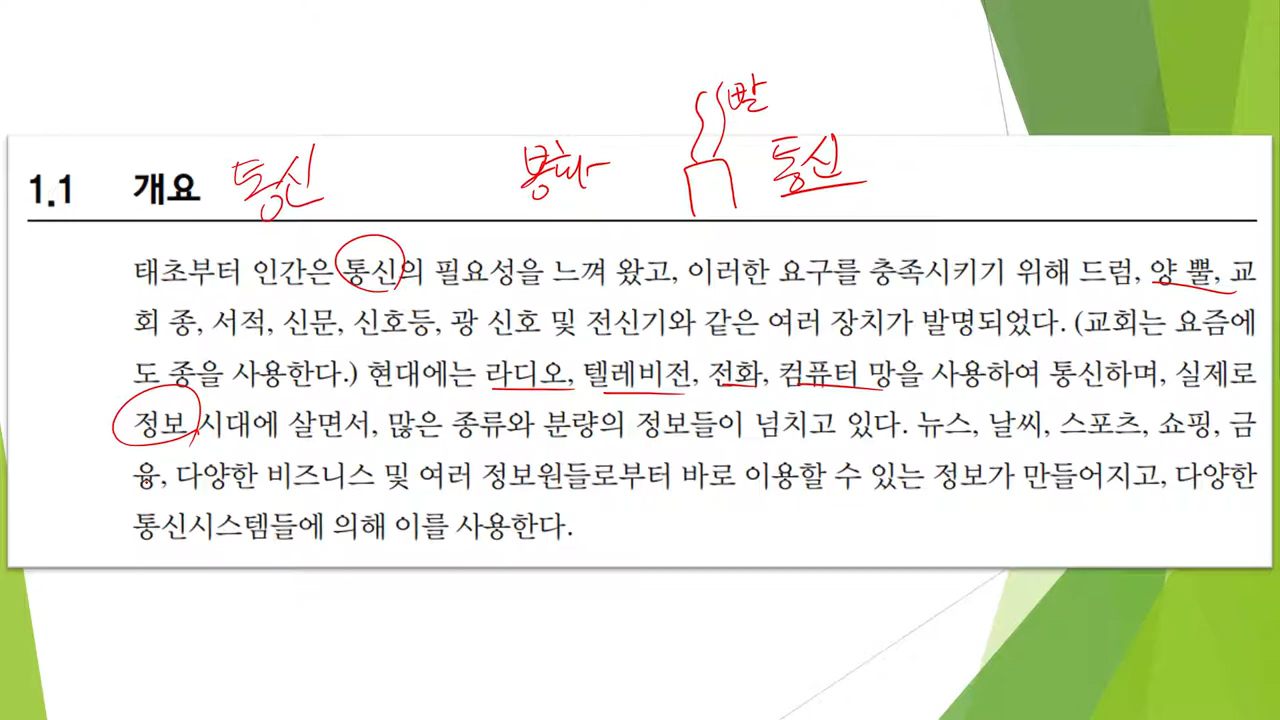 빨
1.1 개요 통신 봉화 통신
태초부터 인간은 통신의 필요성을 느껴 왔고, 이러한 요구를 충족시키기 위해 드럼, 양 뿔, 교
회 종, 서적, 신문, 신호등, 광 신호 및 전신기와 같은 여러 장치가 발명되었다. (교회는 요즘에
도 종을 사용한다.) 현대에는 라디오, 텔레비전, 전화, 컴퓨터 망을 사용하여 통신하며, 실제로
정보 시대에 살면서, 많은 종류와 분량의 정보들이 넘치고 있다. 뉴스, 날씨, 스포츠, 쇼핑, 금
융, 다양한 비즈니스 및 여러 정보원들로부터 바로 이용할 수 있는 정보가 만들어지고, 다양한
통신시스템들에 의해 이를 사용한다.